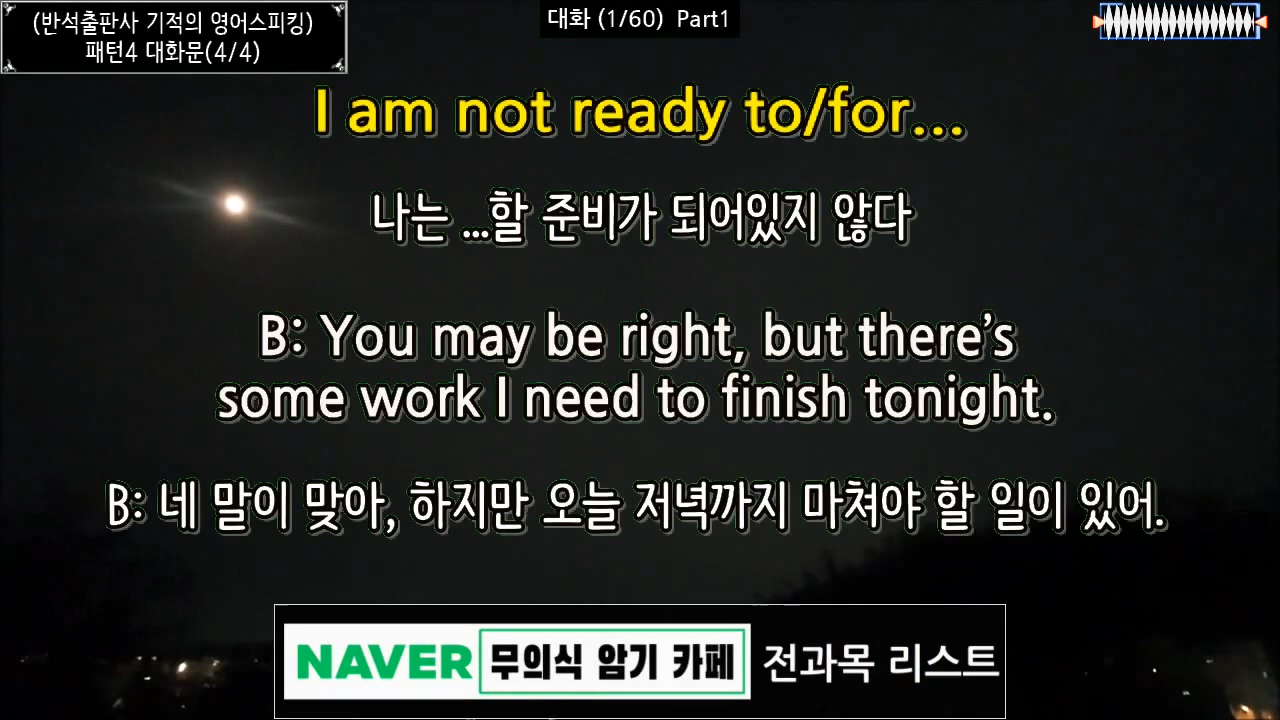 (반석출판사 기적의 영어스피킹)
패턴4 대화문(4/4)
대화 (1/60) Part1
I am not ready to/for...
나는 ...할 준비가 되어있지 않다
B: You may be right, but there’s
some work I need to finish tonight.
B: 네 말이 맞아, 하지만 오늘 저녁까지 마쳐야 할 일이 있어.
NAVER 무의식 암기 카페 전과목 리스트